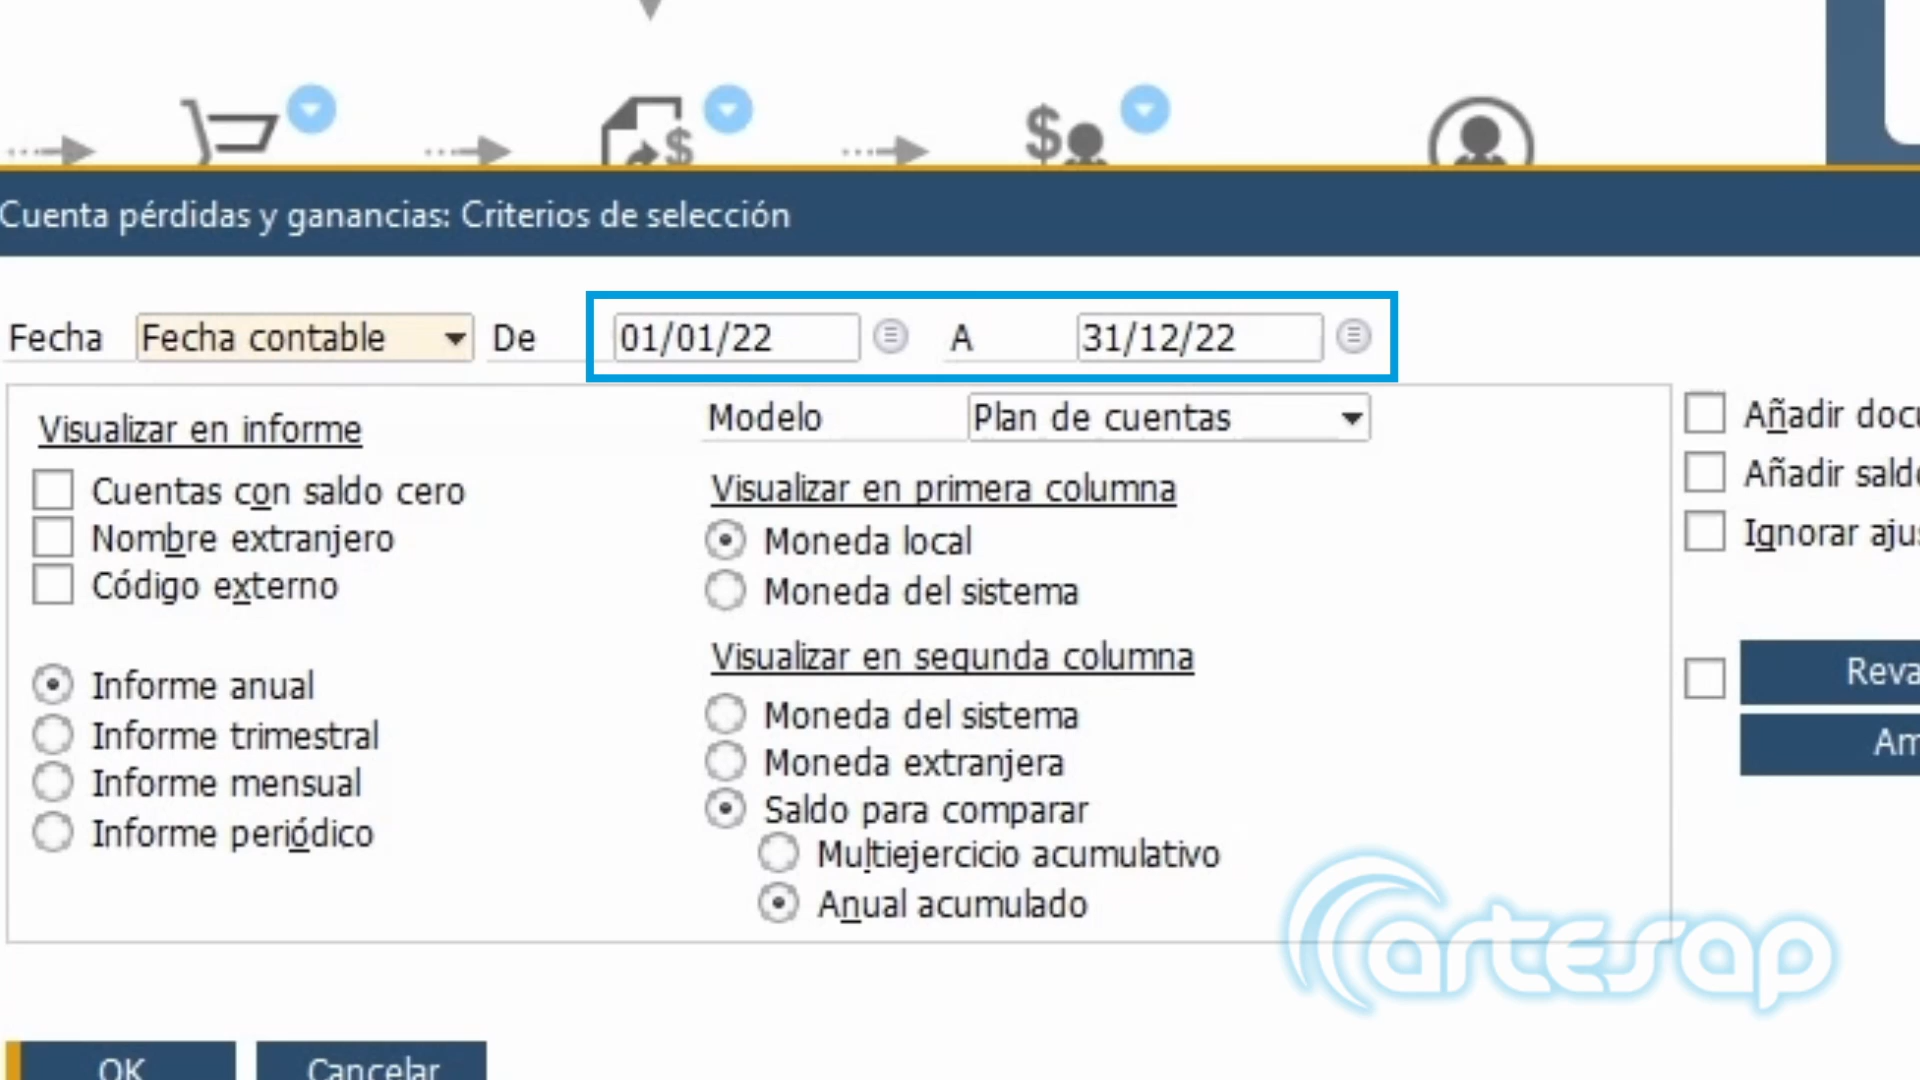 Cuenta pérdidas y ganancias: Criterios de selección
Fecha Fecha contable De 01/01/22 A 31/12/22
Visualizar en informe
Cuentas con saldo cero
Nombre extranjero
Código externo
Informe anual
Informe trimestral
Informe mensual
Informe periódico
Modelo Plan de cuentas
Visualizar en primera columna
Moneda local
Moneda del sistema
Visualizar en segunda columna
Moneda del sistema
Moneda extranjera
Saldo para comparar
Multiejercicio acumulativo
Anual acumulado
Añadir
Añadir
Ignorar
artesap
OK Cancelar